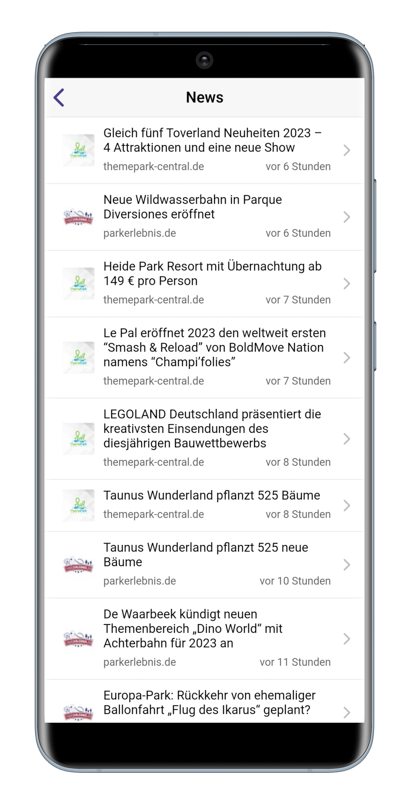 News
Gleich fünf Toverland Neuheiten 2023 –
4 Attraktionen und eine neue Show
themepark-central.de vor 6 Stunden
Neue Wildwasserbahn in Parque
Diversiones eröffnet
parkerlebnis.de vor 6 Stunden
Heide Park Resort mit Übernachtung ab
149 € pro Person
themepark-central.de vor 7 Stunden
Le Pal eröffnet 2023 den weltweit ersten
“Smash & Reload” von BoldMove Nation
namens “Champi’folies”
themepark-central.de vor 7 Stunden
LEGOLAND Deutschland präsentiert die
kreativsten Einsendungen des
diesjährigen Bauwettbewerbs
themepark-central.de vor 8 Stunden
Taunus Wunderland pflanzt 525 Bäume
themepark-central.de vor 8 Stunden
Taunus Wunderland pflanzt 525 neue
Bäume
parkerlebnis.de vor 10 Stunden
De Waarbeek kündigt neuen
Themenbereich „Dino World“ mit
Achterbahn für 2023 an
parkerlebnis.de vor 11 Stunden
Europa-Park: Rückkehr von ehemaliger
Ballonfahrt „Flug des Ikarus“ geplant?